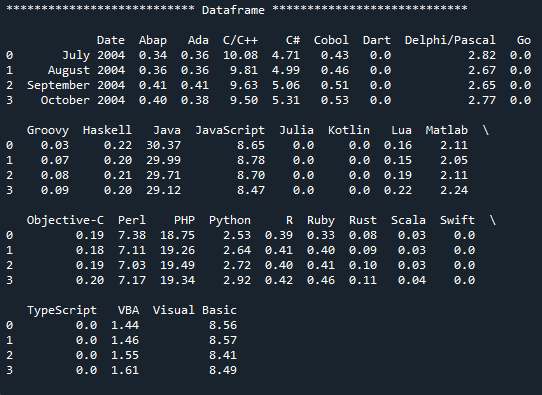 *************************** Dataframe ****************************
Date Abap Ada C/C++ C# Cobol Dart Delphi/Pascal Go
0 July 2004 0.34 0.36 10.08 4.71 0.43 0.0 2.82 0.0
1 August 2004 0.36 0.36 9.81 4.99 0.46 0.0 2.67 0.0
2 September 2004 0.41 0.41 9.63 5.06 0.51 0.0 2.65 0.0
3 October 2004 0.40 0.38 9.50 5.31 0.53 0.0 2.77 0.0
Groovy Haskell Java JavaScript Julia Kotlin Lua Matlab \
0 0.03 0.22 30.37 8.65 0.0 0.0 0.16 2.11
1 0.07 0.20 29.99 8.78 0.0 0.0 0.15 2.05
2 0.08 0.21 29.71 8.70 0.0 0.0 0.19 2.11
3 0.09 0.20 29.12 8.47 0.0 0.0 0.22 2.24
Objective-C Perl PHP Python R Ruby Rust Scala Swift \
0 0.19 7.38 18.75 2.53 0.39 0.33 0.08 0.03 0.0
1 0.18 7.11 19.26 2.64 0.41 0.40 0.09 0.03 0.0
2 0.19 7.03 19.49 2.72 0.40 0.41 0.10 0.03 0.0
3 0.20 7.17 19.34 2.92 0.42 0.46 0.11 0.04 0.0
TypeScript VBA Visual Basic
0 0.0 1.44 8.56
1 0.0 1.46 8.57
2 0.0 1.55 8.41
3 0.0 1.61 8.49